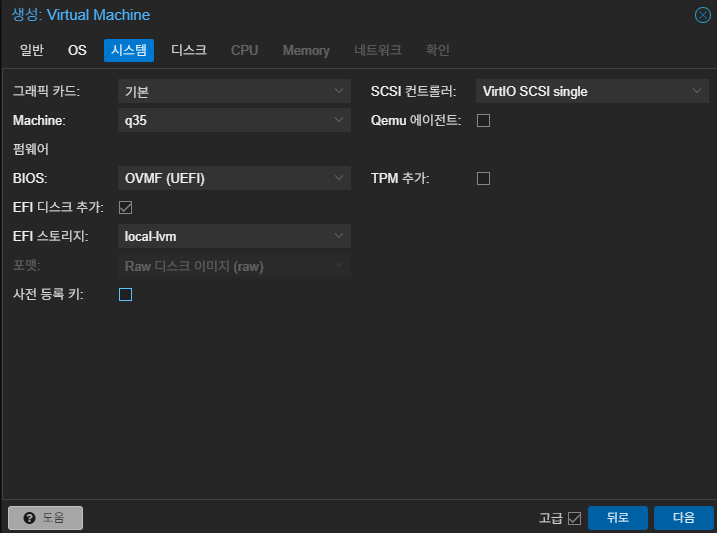 생성: Virtual Machine
일반 OS 시스템 디스크 CPU Memory 네트워크 확인
그래픽 카드: 기본 SCSI 컨트롤러: VirtIO SCSI single
Machine: q35 Qemu 에이전트:
펌웨어
BIOS: OVMF (UEFI) TPM 추가:
EFI 디스크 추가:
EFI 스토리지: local-lvm
포맷: Raw 디스크 이미지 (raw)
사전 등록 키:
? 도움 고급 뒤로 다음